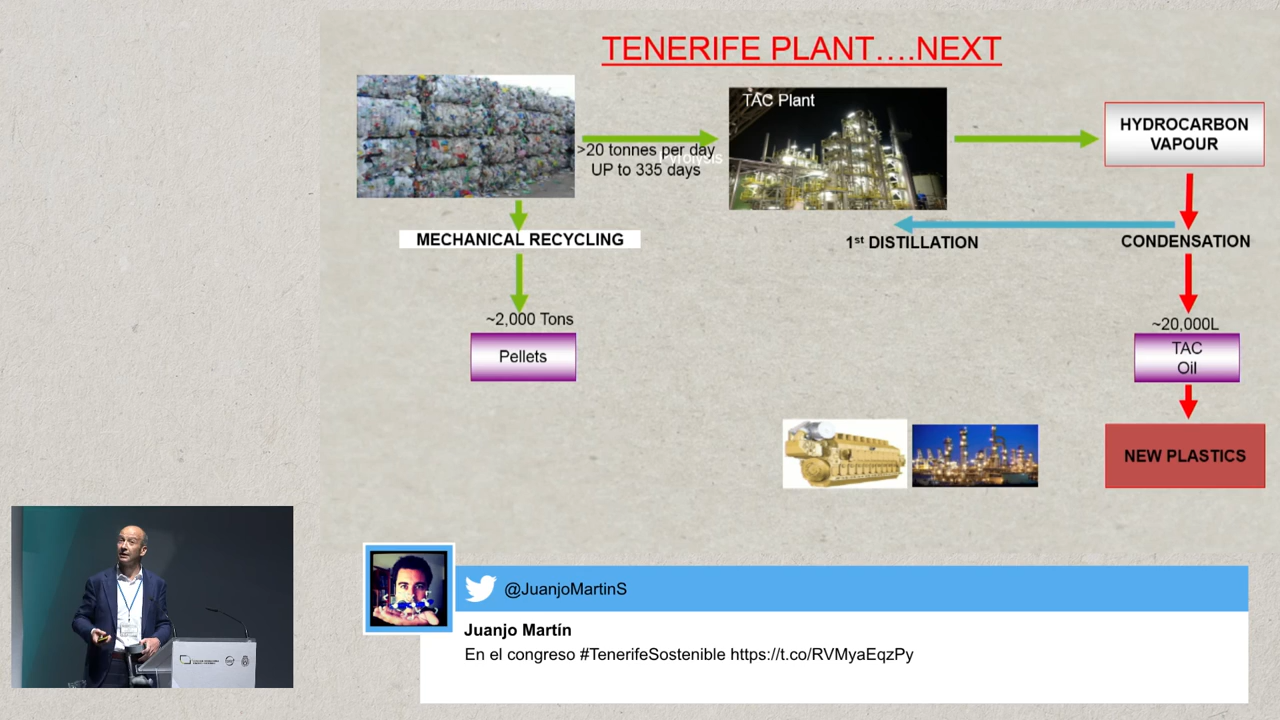 TENERIFE PLANT....NEXT
TAC Plant
>20 tonnes per day
Pyrolysis
UP to 335 days
HYDROCARBON
VAPOUR
MECHANICAL RECYCLING
1st DISTILLATION
CONDENSATION
~2,000 Tons
Pellets
~20,000L
TAC
Oil
NEW PLASTICS
@JuanjoMartinS
Juanjo Martín
En el congreso #TenerifeSostenible https://t.co/RVMyaEqzPy